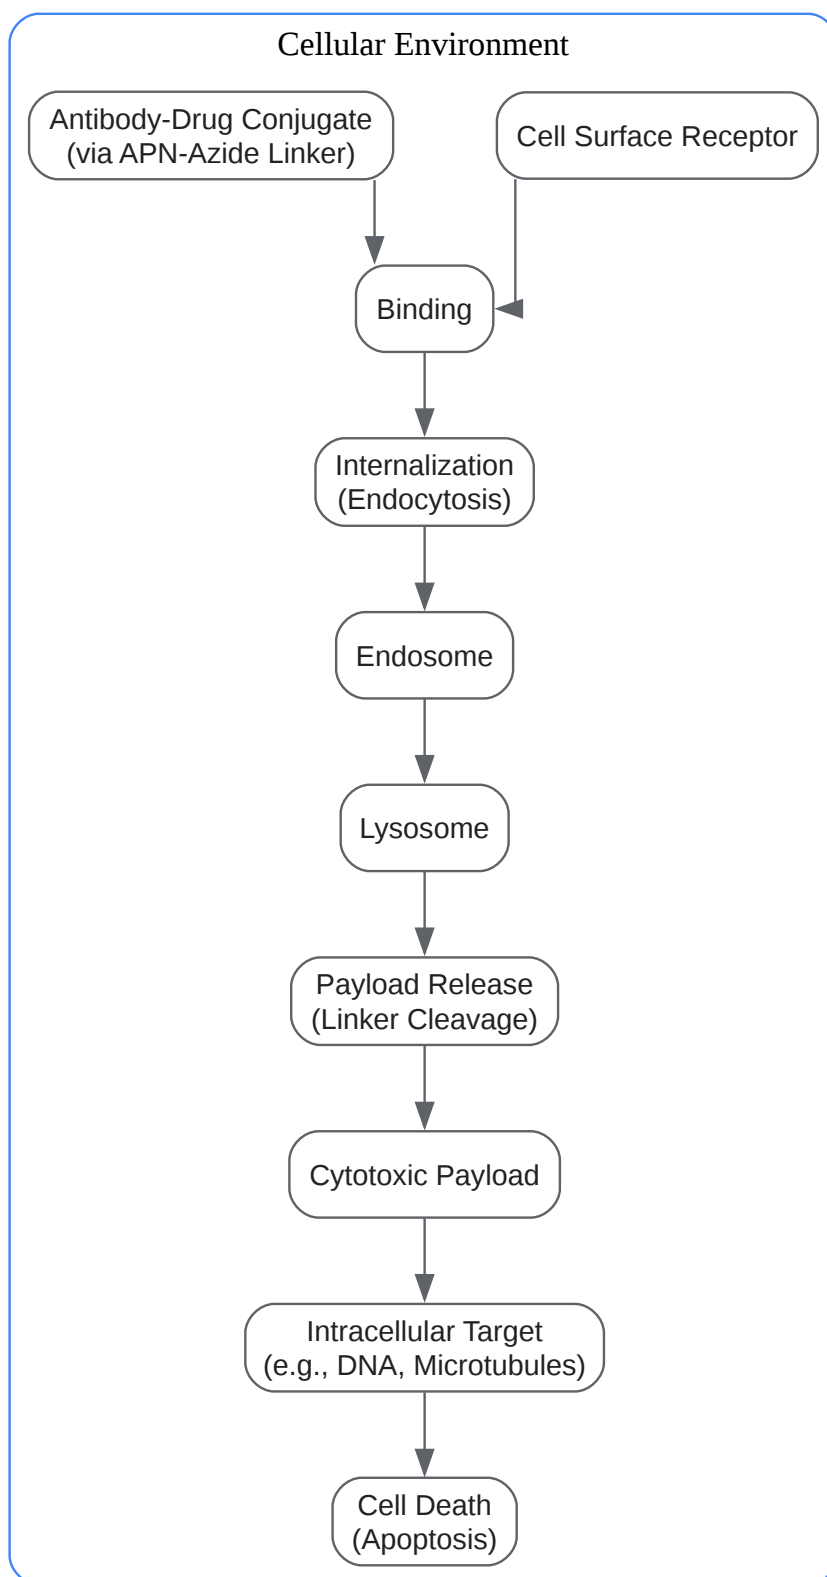 Cellular Environment
Antibody-Drug Conjugate
(via APN-Azide Linker)
Cell Surface Receptor
Binding
Internalization
(Endocytosis)
Endosome
Lysosome
Payload Release
(Linker Cleavage)
Cytotoxic Payload
Intracellular Target
(e.g., DNA, Microtubules)
Cell Death
(Apoptosis)